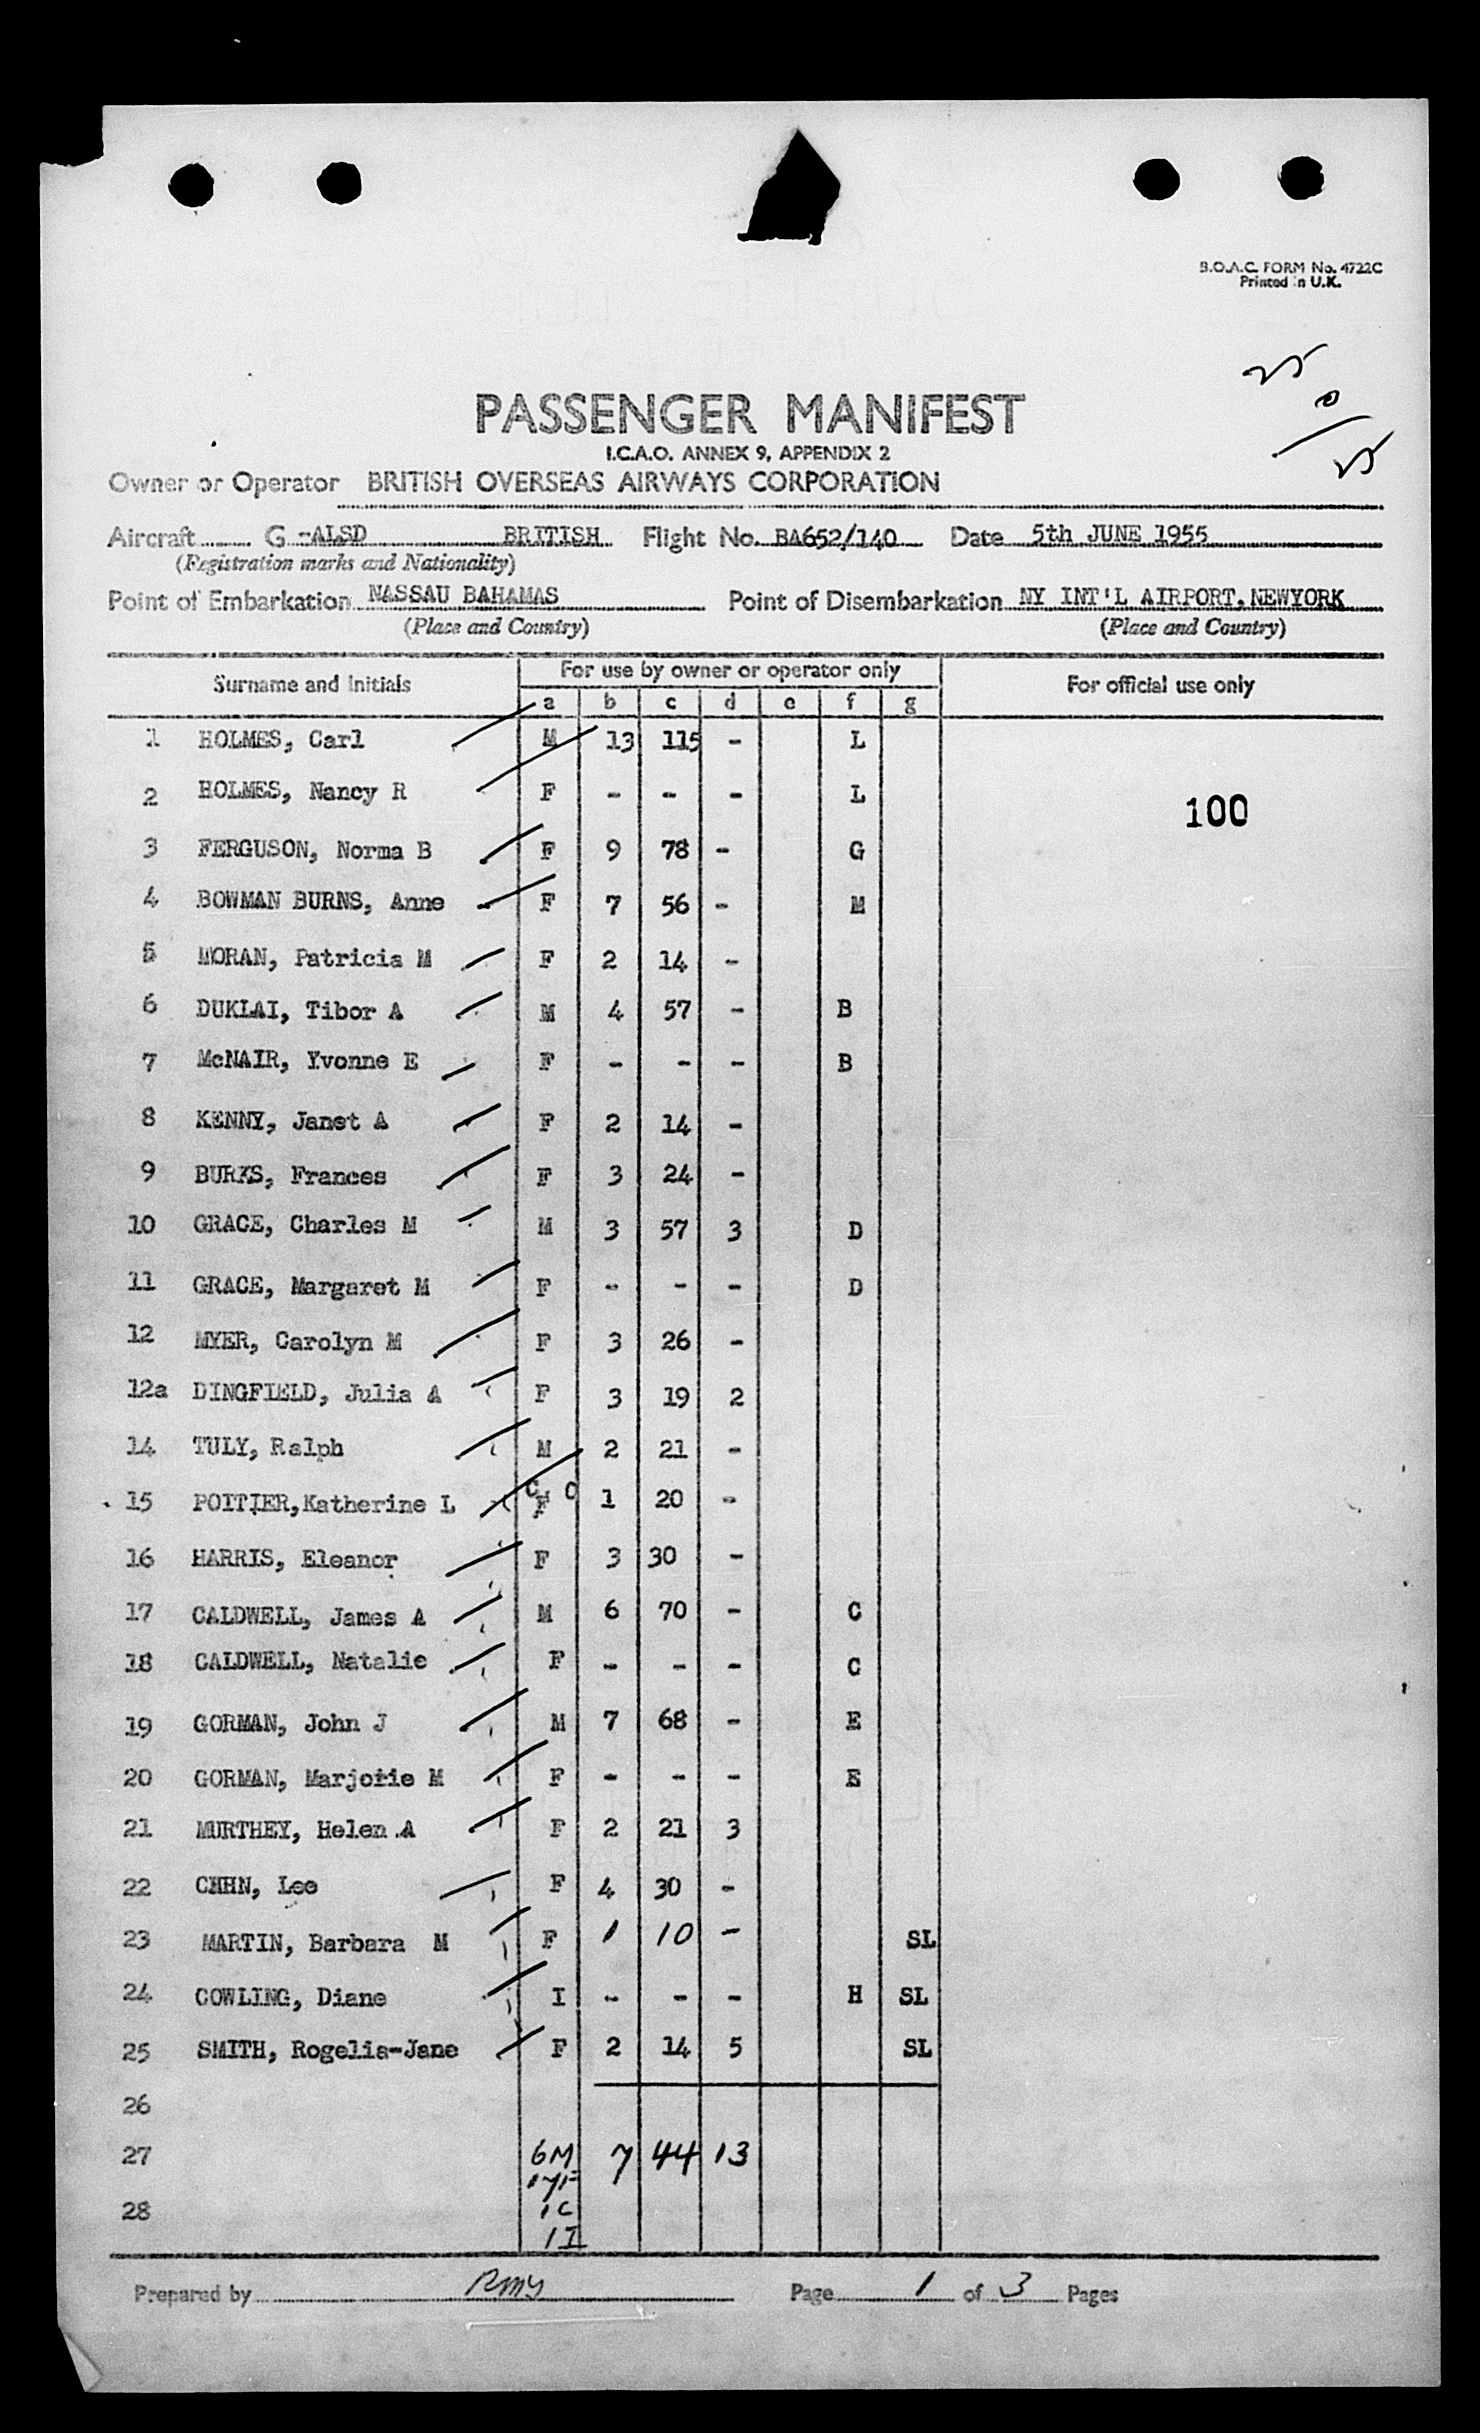 B.O.A.C. FORM No. 4722C
Printed in U.K.
25
0
25
PASSENGER MANIFEST
I.C.A.O. ANNEX 9, APPENDIX 2
Owner or Operator BRITISH OVERSEAS AIRWAYS CORPORATION
Aircraft G -ALSD BRITISH Flight No. BA652/140 Date 5th JUNE 1955
(Registration marks and Nationality)
Point of Embarkation NASSAU BAHAMAS Point of Disembarkation NY INT'L AIRPORT, NEWYORK
(Place and Country) (Place and Country)
Surname and Initials For use by owner or operator only For official use only
a b c d e f g
1 HOLMES, Carl M 13 115 - L
2 HOLMES, Nancy R F - - - L
100
3 FERGUSON, Norma B F 9 78 - G
4 BOWMAN BURNS, Anne F 7 56 - M
5 MORAN, Patricia M F 2 14 -
6 DUKLAI, Tibor A M 4 57 - B
7 McNAIR, Yvonne E F - - - B
8 KENNY, Janet A F 2 14 -
9 BURKS, Frances F 3 24 -
10 GRACE, Charles M M 3 57 3 D
11 GRACE, Margaret M F - - - D
12 MYER, Carolyn M F 3 26 -
12a DINGFIELD, Julia A F 3 19 2
14 TULY, Ralph M 2 21 -
15 POITIER, Katherine L C F C 1 20 -
16 HARRIS, Eleanor F 3 30 -
17 CALDWELL, James A M 6 70 - C
18 CALDWELL, Natalie F - - - C
19 GORMAN, John J M 7 68 - E
20 GORMAN, Marjorie M F - - - E
21 MURTHEY, Helen A F 2 21 3
22 CHHN, Lee F 4 30 -
23 MARTIN, Barbara M F 1 10 - SL
24 COWLING, Diane I - - - H SL
25 SMITH, Rogelia-Jane F 2 14 5 SL
26
27 6M 7 44 13
17F
28 1C
1I
Prepared by Page 1 of 3 Pages